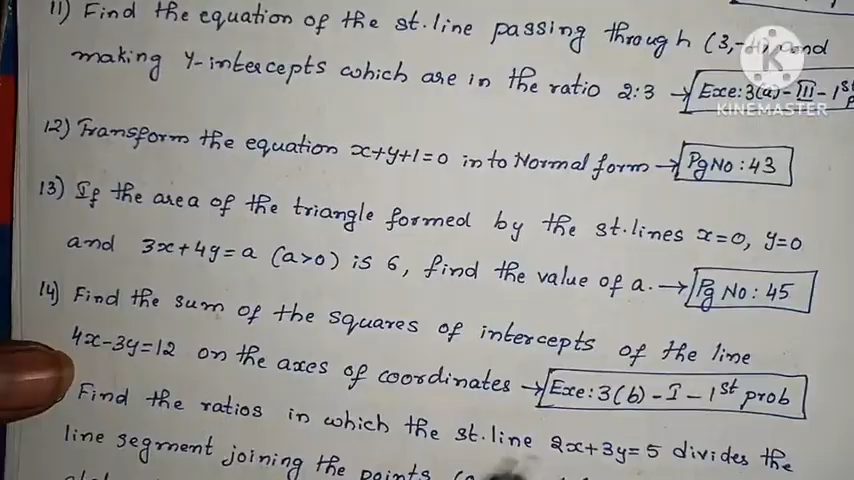 11) Find the equation of the st.line passing through (3,-4) and
making Y-intercepts which are in the ratio 2:3 → Exe: 3(a)-III-1st
K
KINEMASTER
12) Transform the equation x+y+1=0 in to Normal form → Pg No: 43
13) If the area of the triangle formed by the st.lines x=0, y=0
and 3x+4y=a (a>0) is 6, find the value of a. → Pg No: 45
14) Find the sum of the squares of intercepts of the line
4x-3y=12 on the axes of coordinates → Exe: 3(b)-I-1st prob
Find the ratios in which the st.line 2x+3y=5 divides the
line segment joining the points